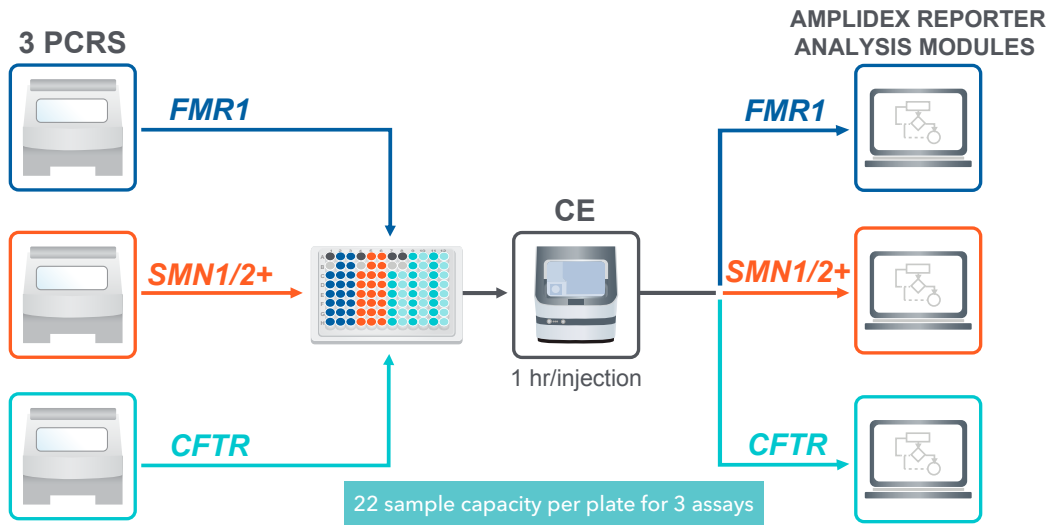 AMPLIDEX REPORTER
ANALYSIS MODULES
3 PCRS
FMR1
FMR1
CE
SMN1/2+
SMN1/2+
1 hr/injection
CFTR
CFTR
22 sample capacity per plate for 3 assays